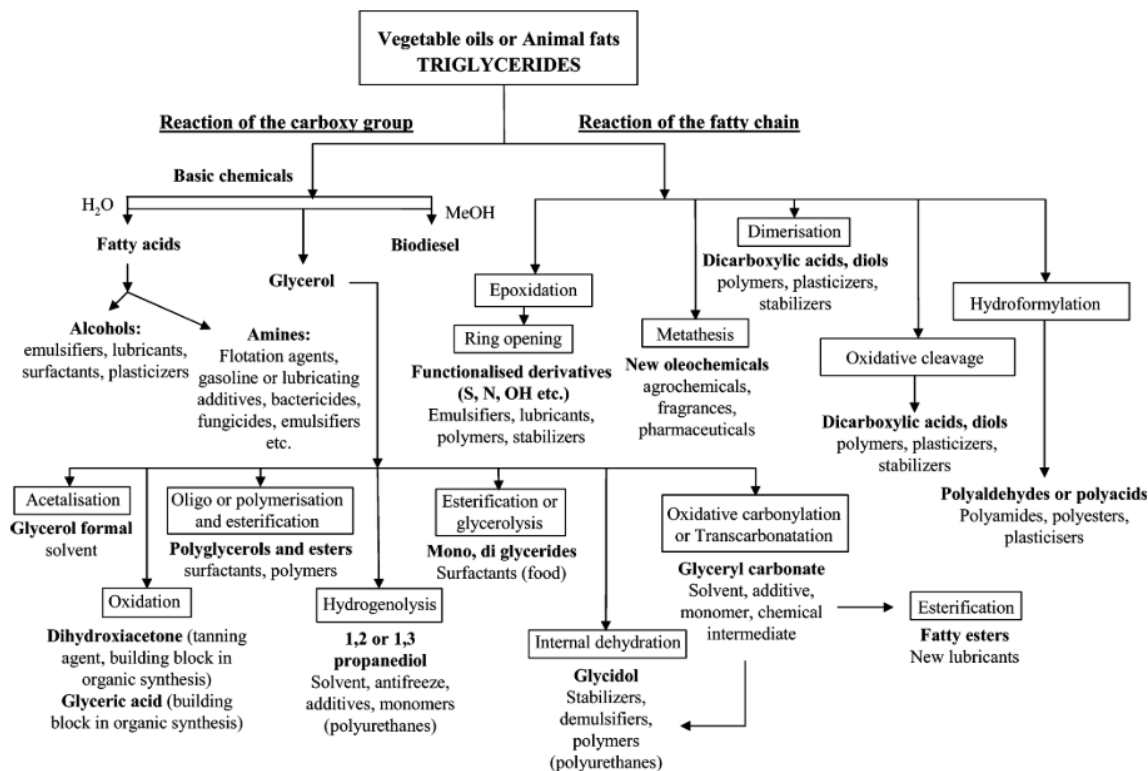 Vegetable oils or Animal fats
TRIGLYCERIDES
Reaction of the carboxy group
Reaction of the fatty chain
Basic chemicals
H₂O
MeOH
Fatty acids
Biodiesel
Glycerol
Alcohols:
emulsifiers, lubricants,
surfactants, plasticizers
Amines:
Flotation agents,
gasoline or lubricating
additives, bactericides,
fungicides, emulsifiers
etc.
Epoxidation
Ring opening
Functionalised derivatives
(S, N, OH etc.)
Emulsifiers, lubricants,
polymers, stabilizers
Metathesis
New oleochemicals
agrochemicals,
fragrances,
pharmaceuticals
Dimerisation
Dicarboxylic acids, diols
polymers, plasticizers,
stabilizers
Oxidative cleavage
Dicarboxylic acids, diols
polymers, plasticizers,
stabilizers
Hydroformylation
Polyaldehydes or polyacids
Polyamides, polyesters,
plasticisers
Acetalisation
Glycerol formal
solvent
Oxidation
Dihydroxiacetone (tanning
agent, building block in
organic synthesis)
Glyceric acid (building
block in organic synthesis)
Oligo or polymerisation
and esterification
Polyglycerols and esters
surfactants, polymers
Hydrogenolysis
1,2 or 1,3
propanediol
Solvent, antifreeze,
additives, monomers
(polyurethanes)
Esterification or
glycerolysis
Mono, di glycerides
Surfactants (food)
Internal dehydration
Glycidol
Stabilizers,
demulsifiers,
polymers
(polyurethanes)
Oxidative carbonylation
or Transcarbonatation
Glyceryl carbonate
Solvent, additive,
monomer, chemical
intermediate
Esterification
Fatty esters
New lubricants